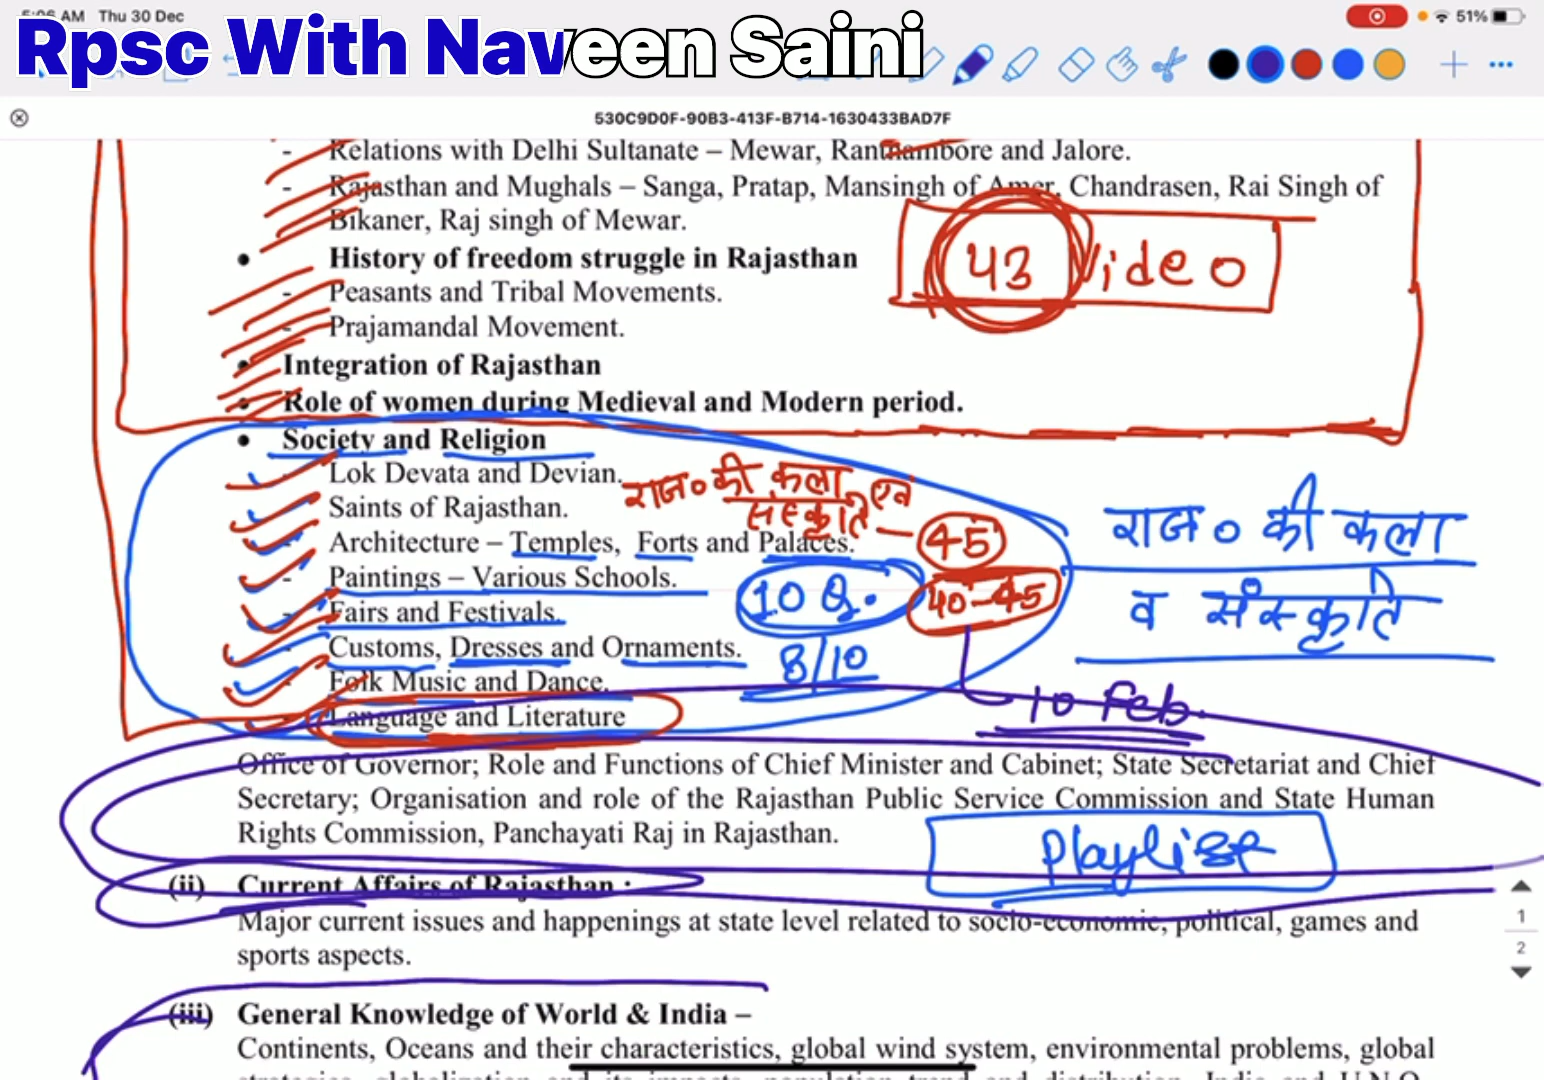 5:06 AM Thu 30 Dec
51%
Rpsc With Naveen Saini
530C9D0F-90B3-413F-B714-1630433BAD7F
- Relations with Delhi Sultanate – Mewar, Ranthambore and Jalore.
- Rajasthan and Mughals – Sanga, Pratap, Mansingh of Amer, Chandrasen, Rai Singh of
Bikaner, Raj singh of Mewar.
• History of freedom struggle in Rajasthan
43 Video
- Peasants and Tribal Movements.
- Prajamandal Movement.
• Integration of Rajasthan
• Role of women during Medieval and Modern period.
• Society and Religion
- Lok Devata and Devian.
राज० की कला एवं
- Saints of Rajasthan.
संस्कृति – 45
राज० की कला
- Architecture – Temples, Forts and Palaces.
- Paintings – Various Schools.
10 Q.
40-45
व संस्कृति
- Fairs and Festivals.
- Customs, Dresses and Ornaments.
8/10
- Folk Music and Dance.
10 Feb.
- Language and Literature
Office of Governor; Role and Functions of Chief Minister and Cabinet; State Secretariat and Chief
Secretary; Organisation and role of the Rajasthan Public Service Commission and State Human
Rights Commission, Panchayati Raj in Rajasthan.
Playlist
(ii) Current Affairs of Rajasthan :
Major current issues and happenings at state level related to socio-economic, political, games and
sports aspects.
1
2
(iii) General Knowledge of World & India –
Continents, Oceans and their characteristics, global wind system, environmental problems, global